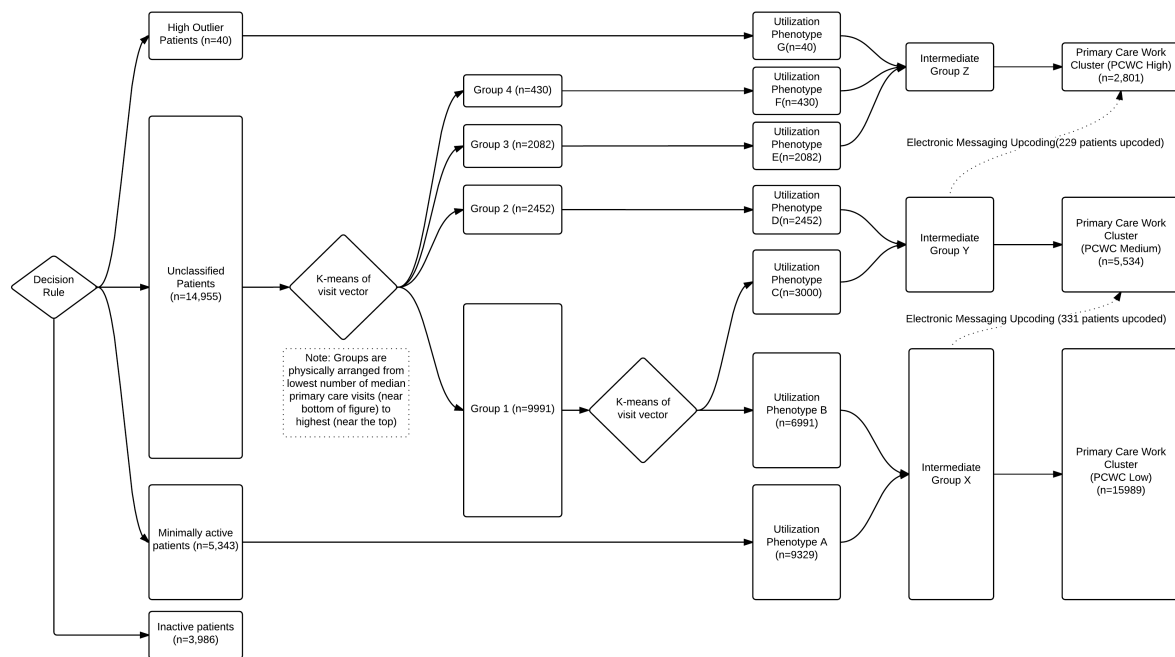 High Outlier
Patients (n=40)
Utilization
Phenotype
G(n=40)
Intermediate
Group Z
Primary Care Work
Cluster (PCWC High)
(n=2,801)
Group 4 (n=430)
Utilization
Phenotype
F(n=430)
Group 3 (n=2082)
Utilization
Phenotype
E(n=2082)
Electronic Messaging Upcoding(229 patients upcoded)
Group 2 (n=2452)
Utilization
Phenotype
D(n=2452)
Intermediate
Group Y
Primary Care Work
Cluster
(PCWC Medium)
(n=5,534)
Decision
Rule
Unclassified
Patients
(n=14,955)
K-means of
visit vector
Utilization
Phenotype
C(n=3000)
Electronic Messaging Upcoding (331 patients upcoded)
Note: Groups are
physically arranged from
lowest number of median
primary care visits (near
bottom of figure) to
highest (near the top)
Group 1 (n=9991)
K-means of
visit vector
Utilization
Phenotype B
(n=6991)
Intermediate
Group X
Primary Care Work
Cluster
(PCWC Low)
(n=15989)
Minimally active
patients (n=5,343)
Utilization
Phenotype A
(n=9329)
Inactive patients
(n=3,986)